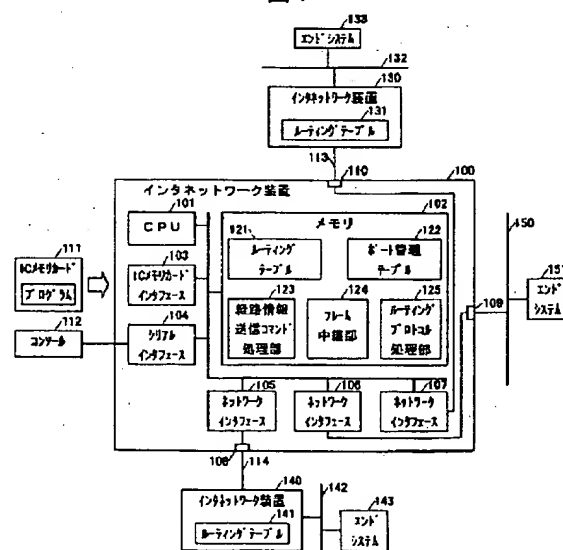 133
エンドシステム
132
130
インタネットワーク装置
131
ルーティングテーブル
113
110
100
インタネットワーク装置
101
CPU
102
メモリ
121
ルーティング
テーブル
122
ポート管理
テーブル
111
ICメモリカード
プログラム
103
ICメモリカード
インタフェース
123
経路情報
送信コマンド
処理部
124
フレーム
中継部
125
ルーティング
プロトコル
処理部
150
151
エンド
システム
109
112
コンソール
104
シリアル
インタフェース
105
ネットワーク
インタフェース
106
ネットワーク
インタフェース
107
ネットワーク
インタフェース
108
114
140
インタネットワーク装置
141
ルーティングテーブル
142
143
エンド
システム